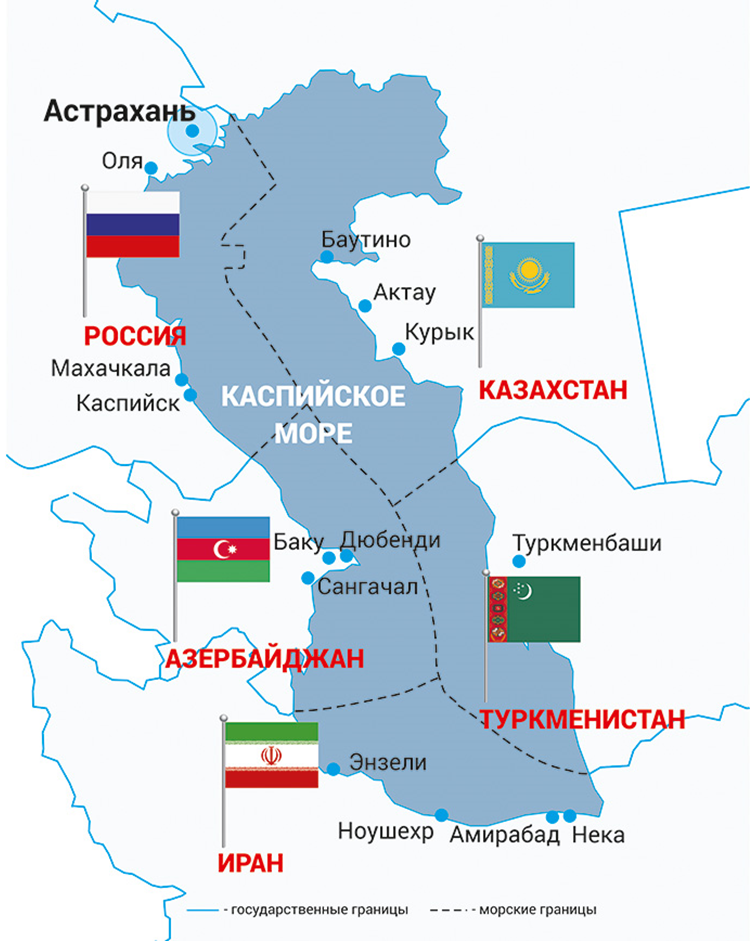 Астрахань
Оля
Баутино
Актау
Курык
РОССИЯ
Махачкала
Каспийск
КАСПИЙСКОЕ
МОРЕ
КАЗАХСТАН
Баку
Дюбенди
Сангачал
Туркменбаши
АЗЕРБАЙДЖАН
ТУРКМЕНИСТАН
Энзели
Ноушехр
Амирабад
Нека
ИРАН
- государственные границы
- морские границы